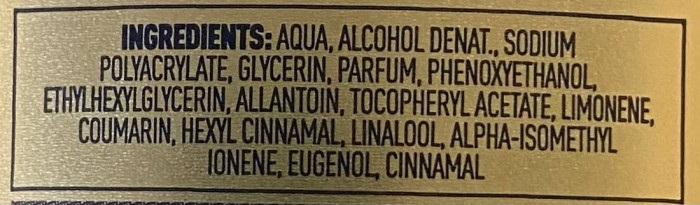 INGREDIENTS: AQUA, ALCOHOL DENAT., SODIUM
POLYACRYLATE, GLYCERIN, PARFUM, PHENOXYETHANOL,
ETHYLHEXYLGLYCERIN, ALLANTOIN, TOCOPHERYL ACETATE, LIMONENE,
COUMARIN, HEXYL CINNAMAL, LINALOOL, ALPHA-ISOMETHYL
IONENE, EUGENOL, CINNAMAL